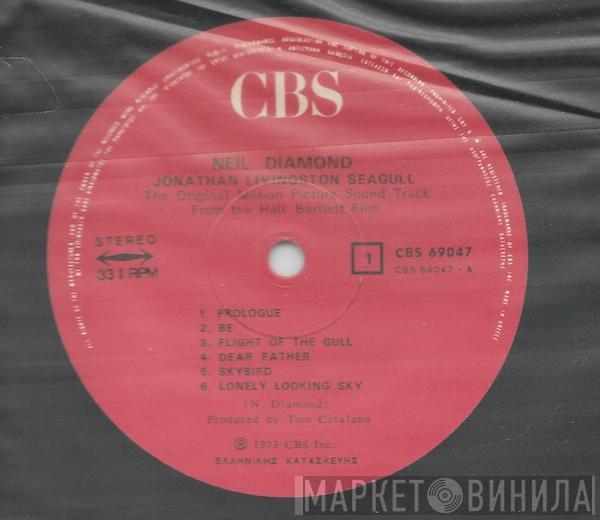 CBS
NEIL DIAMOND
JONATHAN LIVINGSTON SEAGULL
The Original Motion Picture Sound Track
From the Hall Bartlett Film
STEREO
33 RPM
1
CBS 69047
CBS 69047 - A
1. PROLOGUE
2. BE
3. FLIGHT OF THE GULL
4. DEAR FATHER
5. SKYBIRD
6. LONELY LOOKING SKY
(N. Diamond)
Produced by Tom Catalano
℗ 1973 CBS Inc.
ΕΛΛΗΝΙΚΗΣ ΚΑΤΑΣΚΕΥΗΣ
МАРКЕТ ВИНИЛА